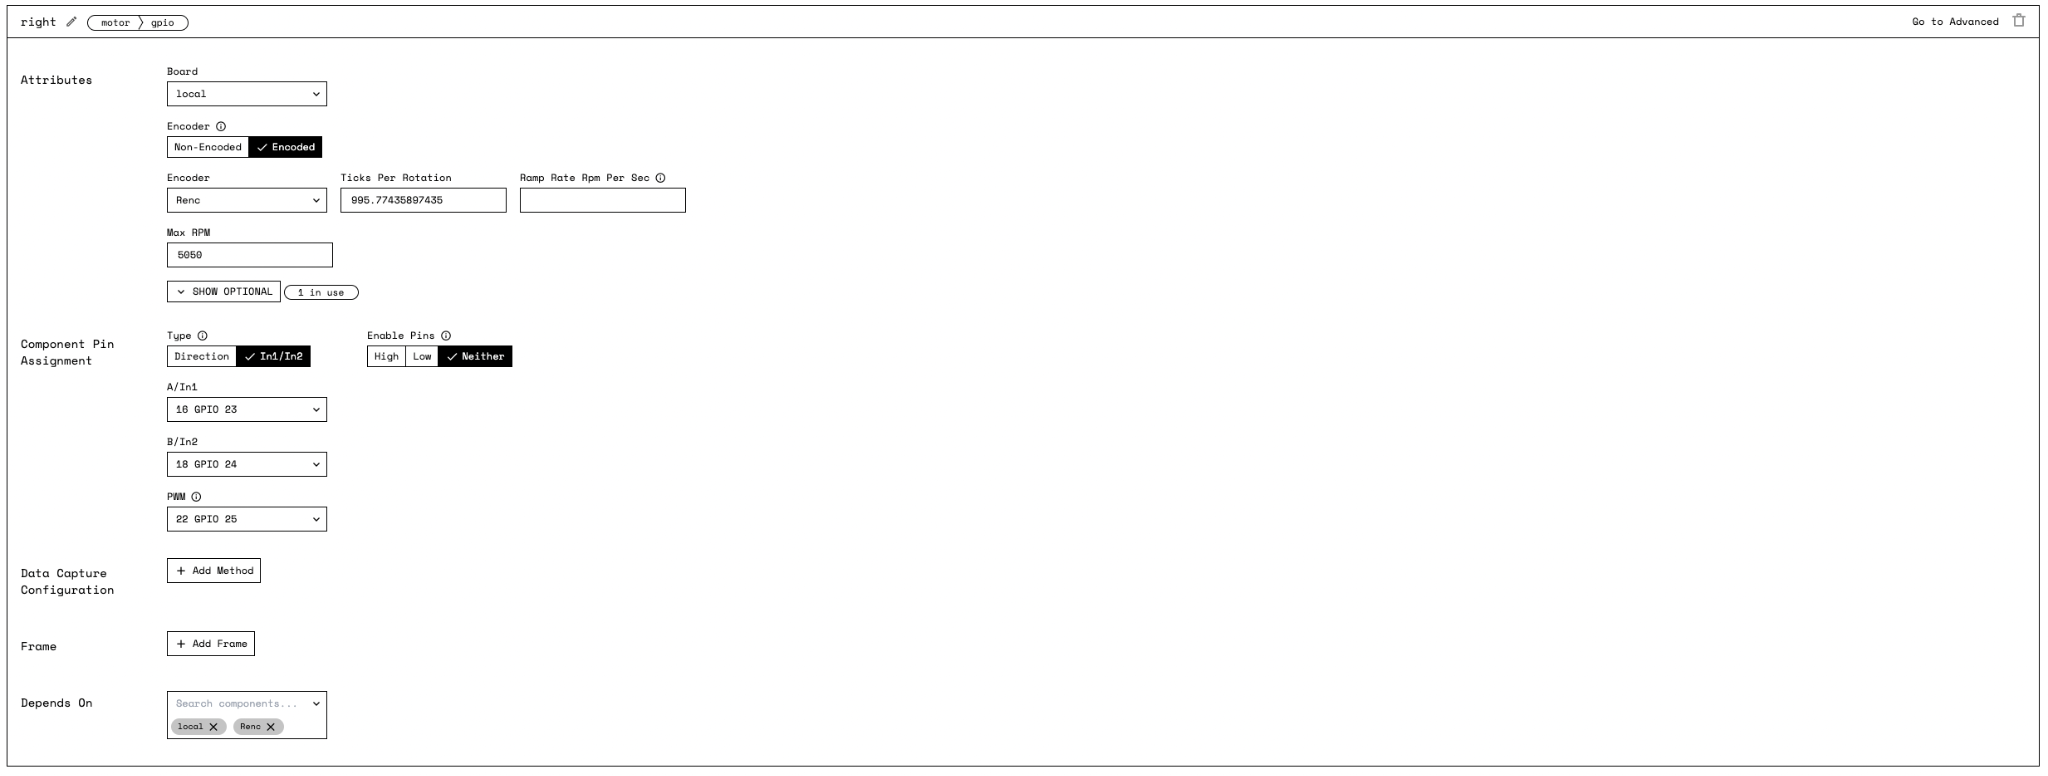 right motor gpio Go to Advanced
Attributes
Board
local
Encoder
Non-Encoded Encoded
Encoder Ticks Per Rotation Ramp Rate Rpm Per Sec
Renc 995.77435897435
Max RPM
5050
SHOW OPTIONAL 1 in use
Component Pin Assignment
Type Enable Pins
Direction In1/In2 High Low Neither
A/In1
16 GPIO 23
B/In2
18 GPIO 24
PWM
22 GPIO 25
Data Capture
Configuration
+ Add Method
Frame
+ Add Frame
Depends On
Search components...
local Renc